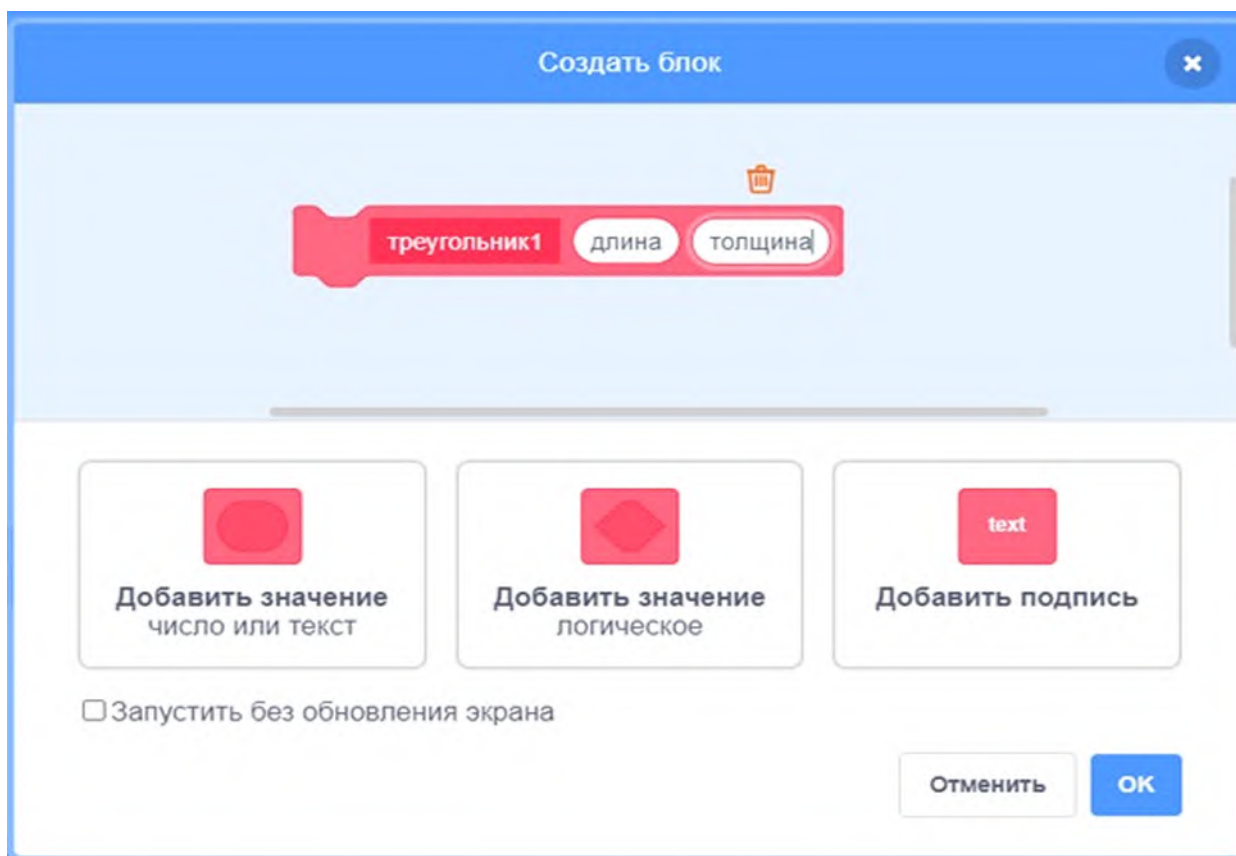 Создать блок
треугольник1 длина толщина
text
Добавить значение
число или текст
Добавить значение
логическое
Добавить подпись
Запустить без обновления экрана
Отменить
OK